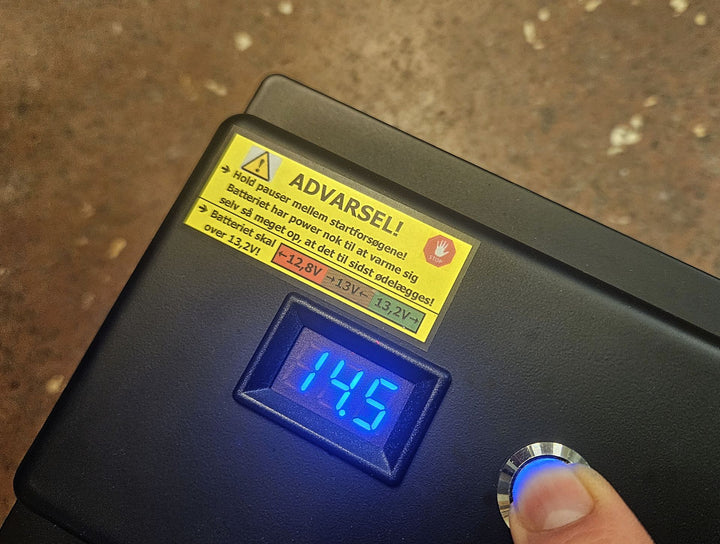 ADVARSEL!
→ Hold pauser mellem startforsøgene!
Batteriet har power nok til at varme sig
selv så meget op, at det til sidst ødelægges!
→ Batteriet skal
over 13,2V!
←12,8V →13V← 13,2V→
STOP
14.5